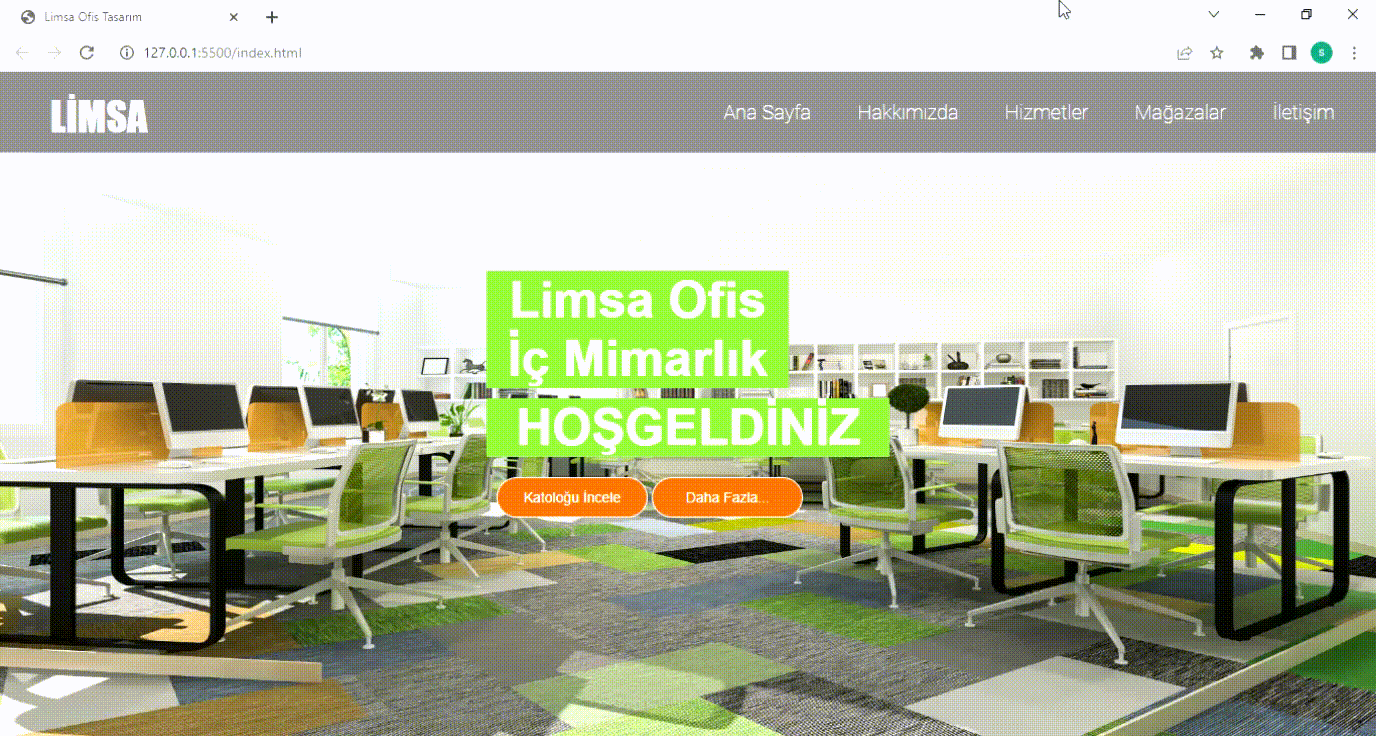 Limsa Ofis Tasarım
127.0.0.1:5500/index.html
S
LİMSA
Ana Sayfa
Hakkımızda
Hizmetler
Mağazalar
İletişim
Limsa Ofis
İç Mimarlık
HOŞGELDİNİZ
Katoloğu İncele
Daha Fazla...